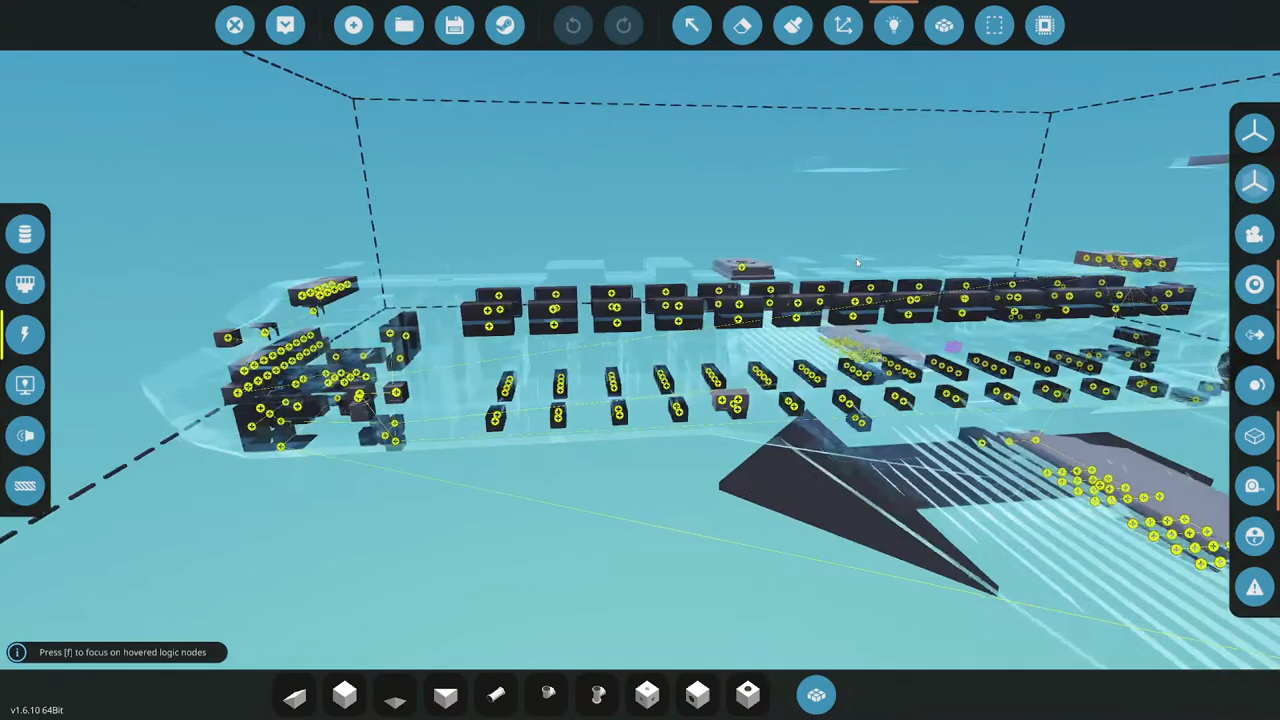 Press [f] to focus on hovered logic nodes
v1.6.10 64Bit